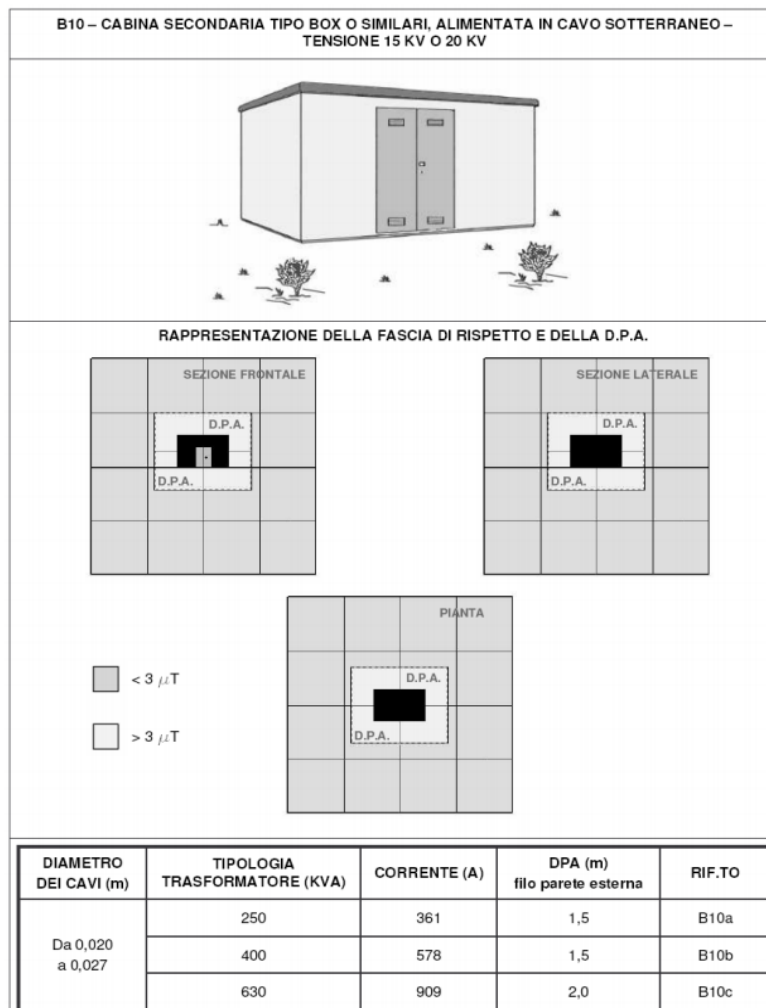 B10 – CABINA SECONDARIA TIPO BOX O SIMILARI, ALIMENTATA IN CAVO SOTTERRANEO –
TENSIONE 15 KV O 20 KV
RAPPRESENTAZIONE DELLA FASCIA DI RISPETTO E DELLA D.P.A.
SEZIONE FRONTALE
D.P.A.
D.P.A.
SEZIONE LATERALE
D.P.A.
D.P.A.
PIANTA
D.P.A.
D.P.A.
< 3 μT
> 3 μT
DIAMETRO
DEI CAVI (m)
TIPOLOGIA
TRASFORMATORE (KVA)
CORRENTE (A)
DPA (m)
filo parete esterna
RIF.TO
Da 0,020
a 0,027
250 361 1,5 B10a
400 578 1,5 B10b
630 909 2,0 B10c